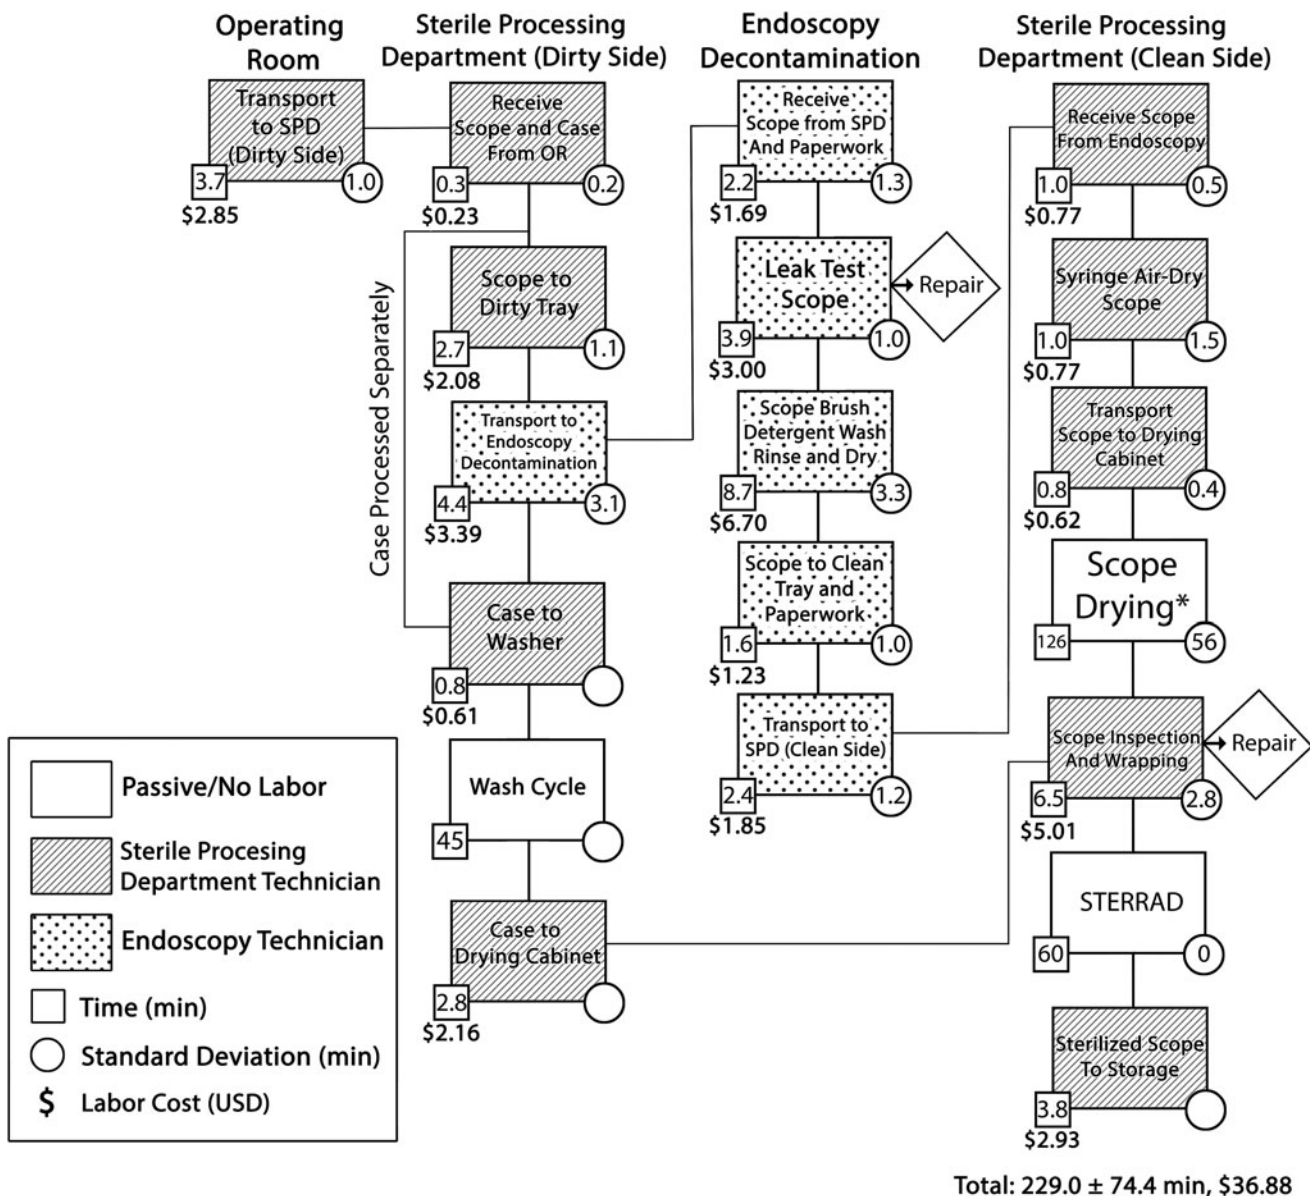 Operating
Room
Transport
to SPD
(Dirty Side)
3.7
1.0
$2.85
Sterile Processing
Department (Dirty Side)
Receive
Scope and Case
From OR
0.3
0.2
$0.23
Case Processed Separately
Scope to
Dirty Tray
2.7
1.1
$2.08
Transport to
Endoscopy
Decontamination
4.4
3.1
$3.39
Case to
Washer
0.8
$0.61
Wash Cycle
45
Case to
Drying Cabinet
2.8
$2.16
Endoscopy
Decontamination
Receive
Scope from SPD
And Paperwork
2.2
1.3
$1.69
Leak Test
Scope
Repair
3.9
1.0
$3.00
Scope Brush
Detergent Wash
Rinse and Dry
8.7
3.3
$6.70
Scope to Clean
Tray and
Paperwork
1.6
1.0
$1.23
Transport to
SPD (Clean Side)
2.4
1.2
$1.85
Sterile Processing
Department (Clean Side)
Receive Scope
From Endoscopy
1.0
0.5
$0.77
Syringe Air-Dry
Scope
1.0
1.5
$0.77
Transport
Scope to Drying
Cabinet
0.8
0.4
$0.62
Scope
Drying*
126
56
Scope Inspection
And Wrapping
Repair
6.5
2.8
$5.01
STERRAD
60
0
Sterilized Scope
To Storage
3.8
$2.93
Passive/No Labor
Sterile Procesing
Department Technician
Endoscopy Technician
Time (min)
Standard Deviation (min)
$ Labor Cost (USD)
Total: 229.0 ± 74.4 min, $36.88